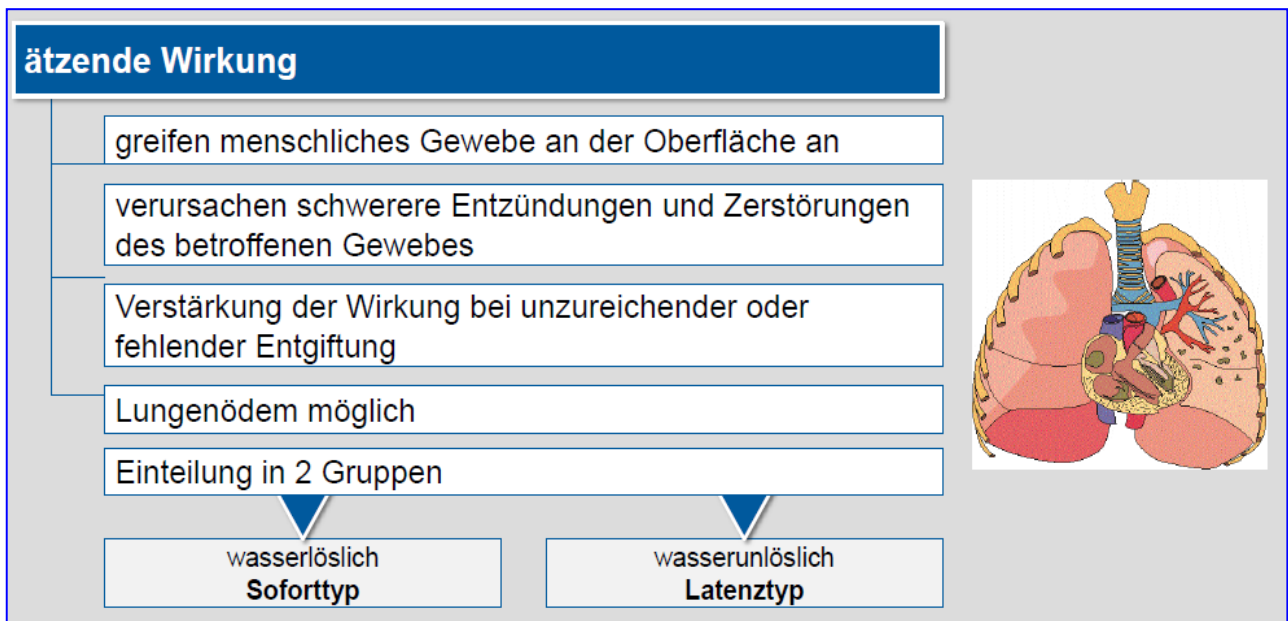 ätzende Wirkung
greifen menschliches Gewebe an der Oberfläche an
verursachen schwerere Entzündungen und Zerstörungen
des betroffenen Gewebes
Verstärkung der Wirkung bei unzureichender oder
fehlender Entgiftung
Lungenödem möglich
Einteilung in 2 Gruppen
wasserlöslich
Soforttyp
wasserunlöslich
Latenztyp